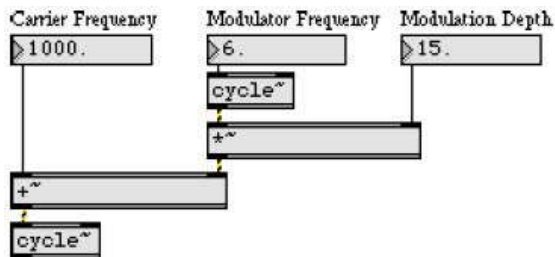 Carrier Frequency Modulator Frequency Modulation Depth
1000. 6. 15.
cycle~
*~
+~
cycle~